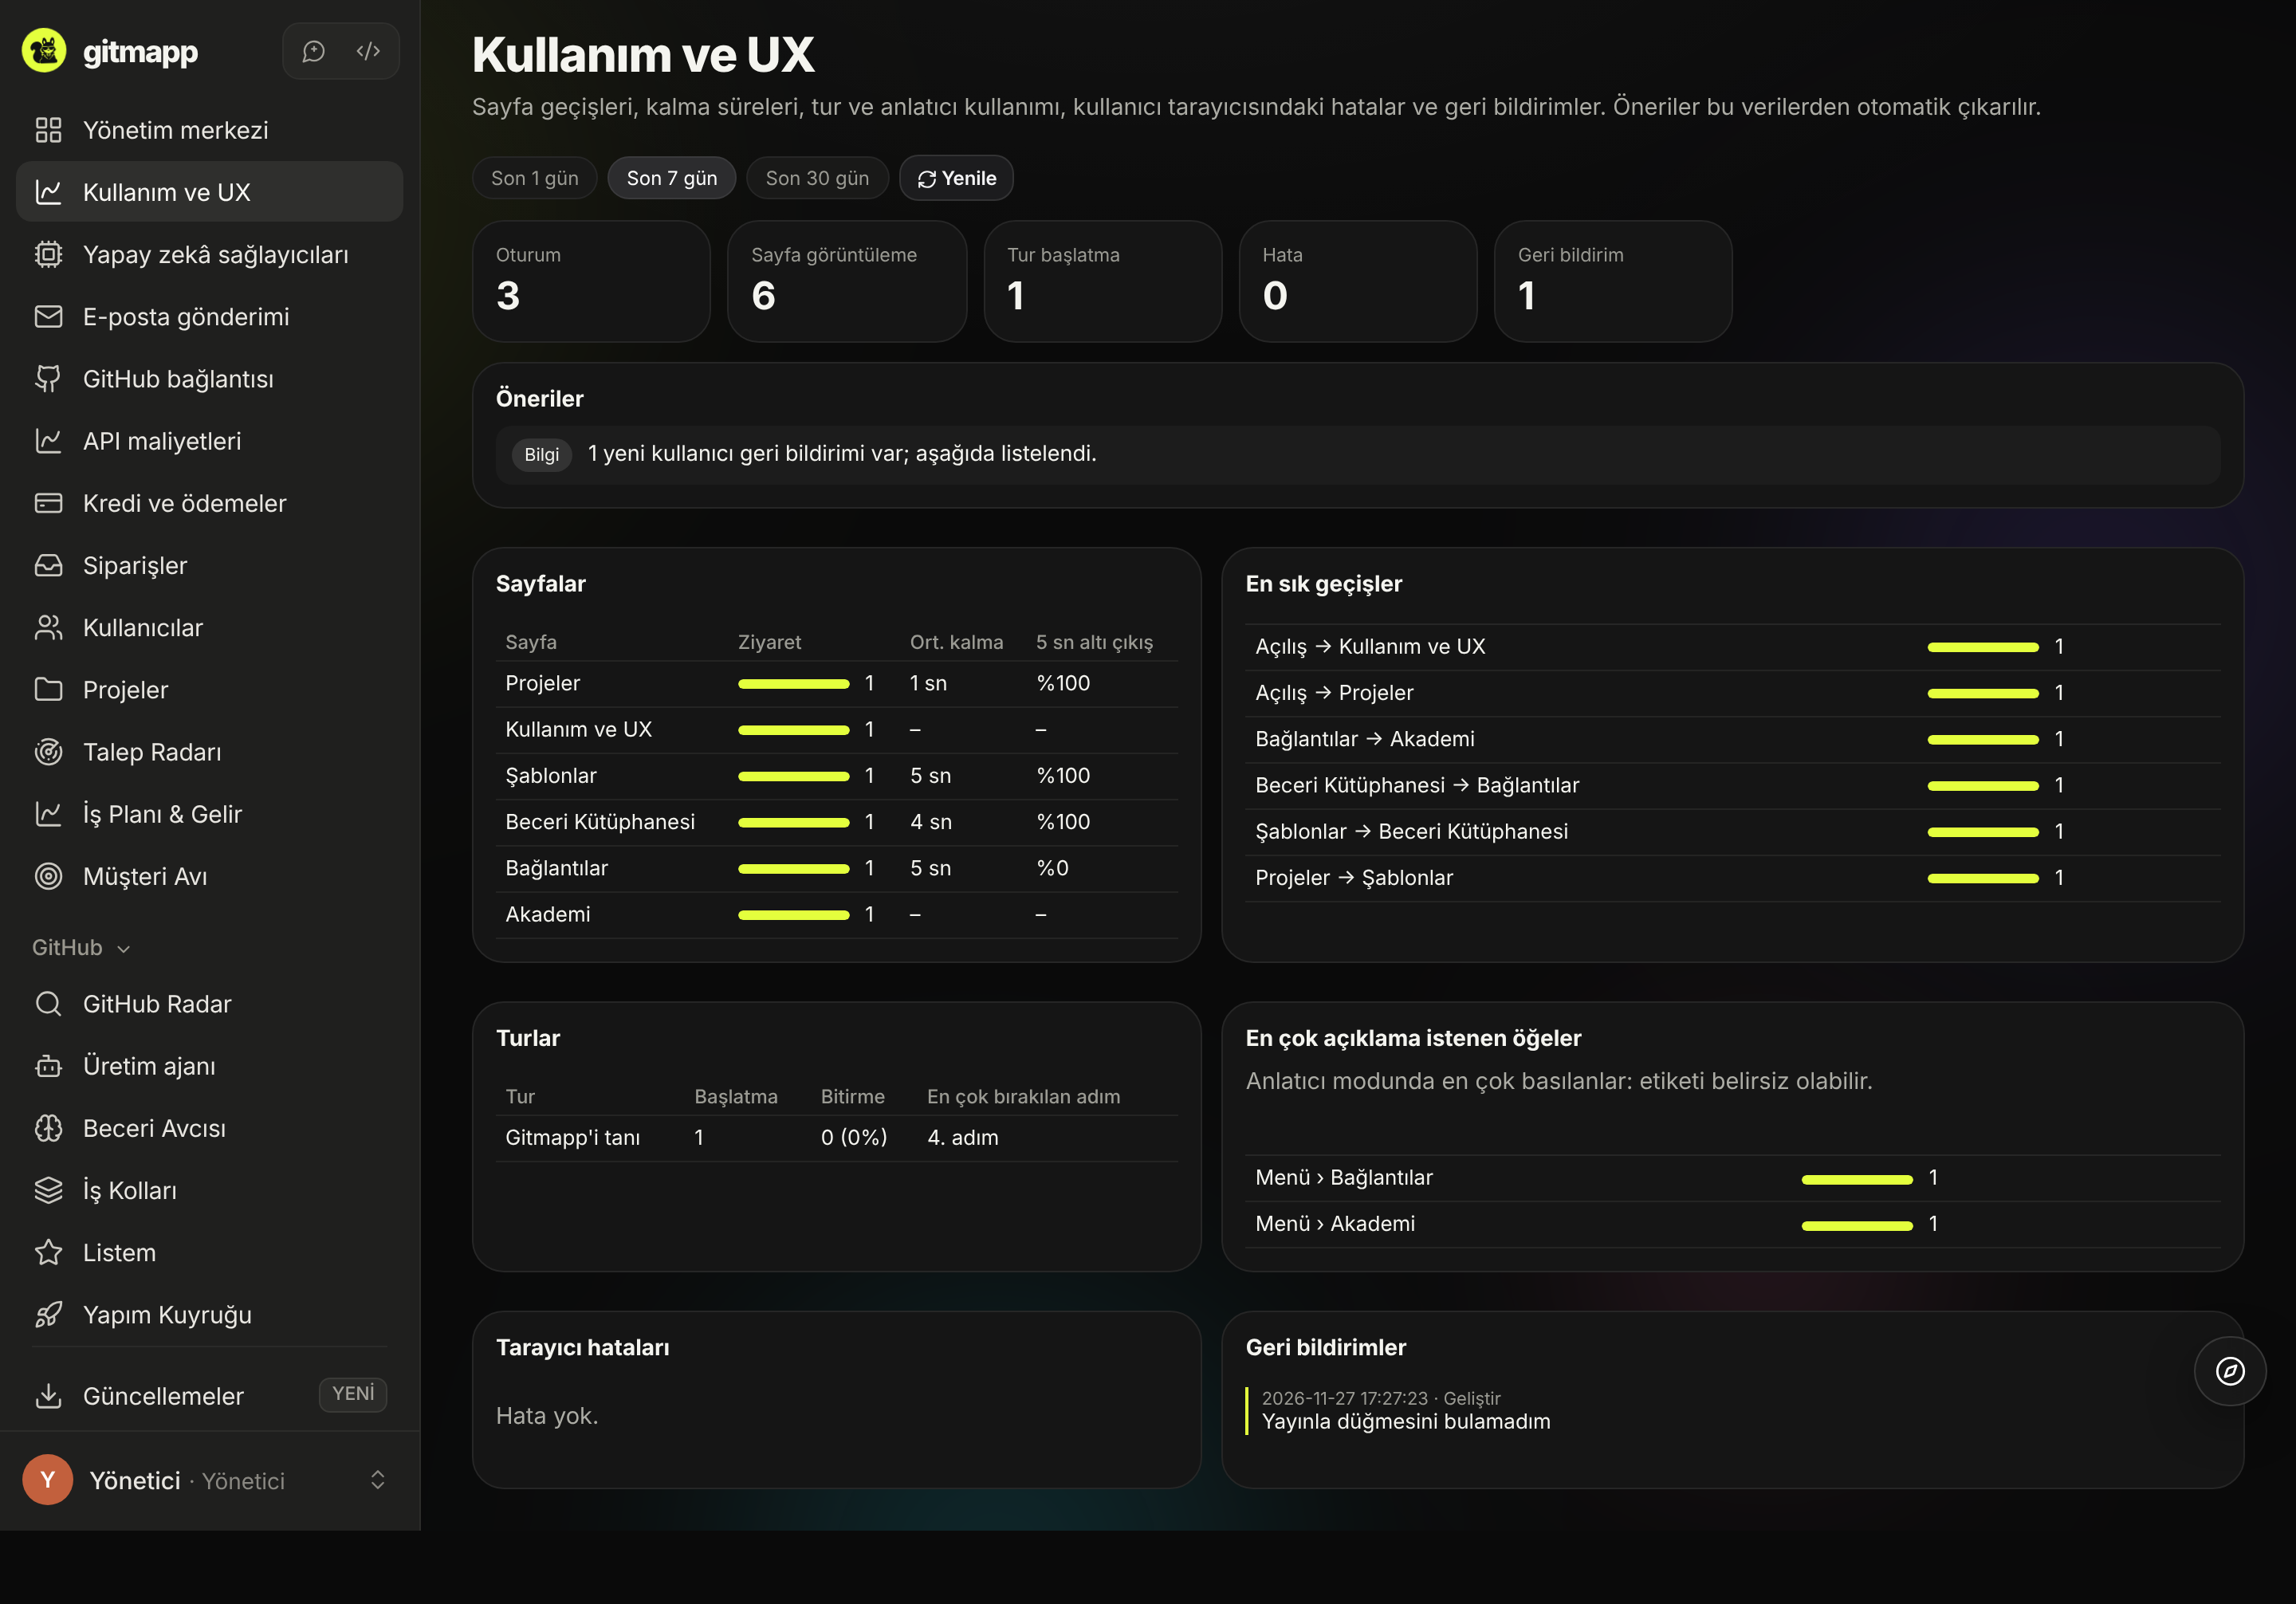 gitmapp
Yönetim merkezi
Kullanım ve UX
Yapay zekâ sağlayıcıları
E-posta gönderimi
GitHub bağlantısı
API maliyetleri
Kredi ve ödemeler
Siparişler
Kullanıcılar
Projeler
Talep Radarı
İş Planı & Gelir
Müşteri Avı
GitHub
GitHub Radar
Üretim ajanı
Beceri Avcısı
İş Kolları
Listem
Yapım Kuyruğu
Güncellemeler YENİ
Y Yönetici · Yönetici
Kullanım ve UX
Sayfa geçişleri, kalma süreleri, tur ve anlatıcı kullanımı, kullanıcı tarayıcısındaki hatalar ve geri bildirimler. Öneriler bu verilerden otomatik çıkarılır.
Son 1 gün Son 7 gün Son 30 gün Yenile
Oturum Sayfa görüntüleme Tur başlatma Hata Geri bildirim
3 6 1 0 1
Öneriler
Bilgi 1 yeni kullanıcı geri bildirimi var; aşağıda listelendi.
Sayfalar
Sayfa Ziyaret Ort. kalma 5 sn altı çıkış
Projeler 1 1 sn %100
Kullanım ve UX 1 – –
Şablonlar 1 5 sn %100
Beceri Kütüphanesi 1 4 sn %100
Bağlantılar 1 5 sn %0
Akademi 1 – –
En sık geçişler
Açılış → Kullanım ve UX 1
Açılış → Projeler 1
Bağlantılar → Akademi 1
Beceri Kütüphanesi → Bağlantılar 1
Şablonlar → Beceri Kütüphanesi 1
Projeler → Şablonlar 1
Turlar
Tur Başlatma Bitirme En çok bırakılan adım
Gitmapp'i tanı 1 0 (0%) 4. adım
En çok açıklama istenen öğeler
Anlatıcı modunda en çok basılanlar: etiketi belirsiz olabilir.
Menü › Bağlantılar 1
Menü › Akademi 1
Tarayıcı hataları
Hata yok.
Geri bildirimler
2026-11-27 17:27:23 · Geliştir
Yayınla düğmesini bulamadım